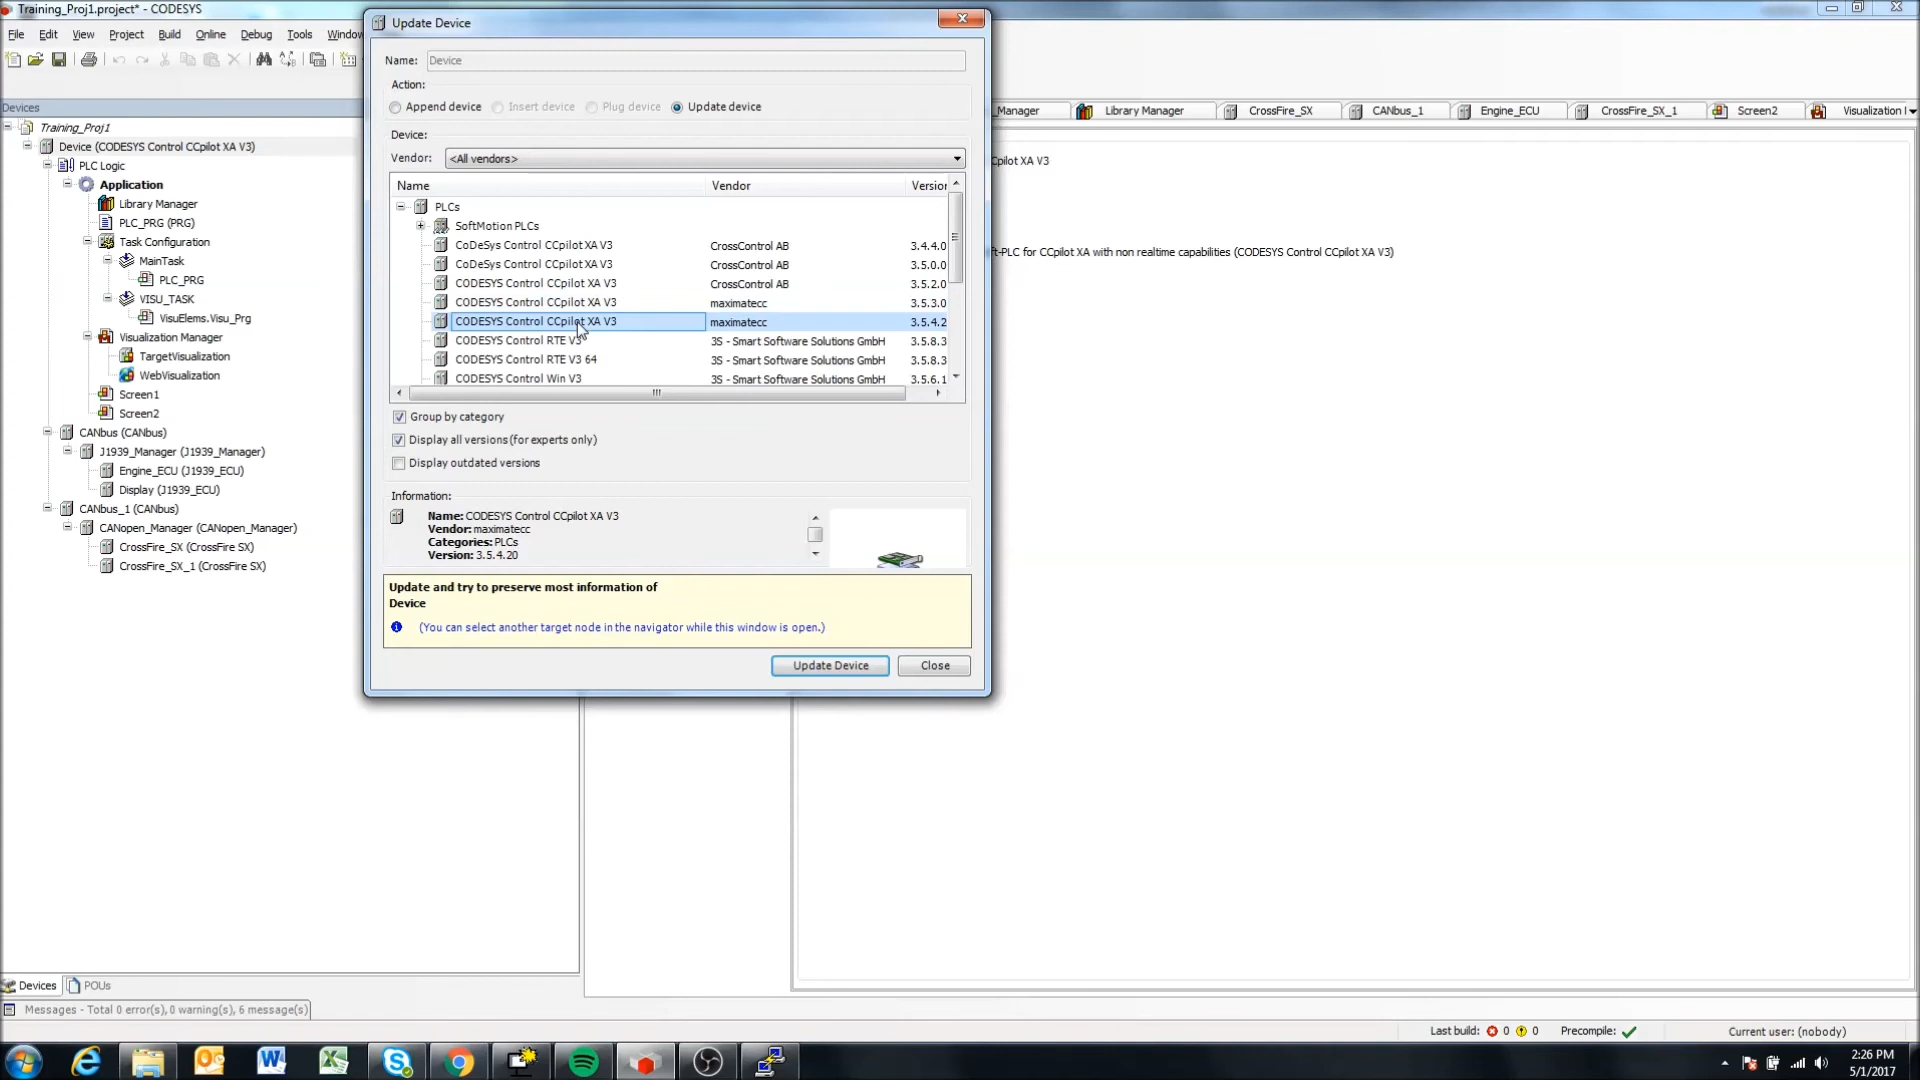 Training_Proj1.project* - CODESYS
File Edit View Project Build Online Debug Tools Window
Devices
Training_Proj1
Device (CODESYS Control CCpilot XA V3)
PLC Logic
Application
Library Manager
PLC_PRG (PRG)
Task Configuration
MainTask
PLC_PRG
VISU_TASK
VisuElems.Visu_Prg
Visualization Manager
TargetVisualization
WebVisualization
Screen1
Screen2
CANbus (CANbus)
J1939_Manager (J1939_Manager)
Engine_ECU (J1939_ECU)
Display (J1939_ECU)
CANbus_1 (CANbus)
CANopen_Manager (CANopen_Manager)
CrossFire_SX (CrossFire SX)
CrossFire_SX_1 (CrossFire SX)
Devices POUs
Update Device
Name: Device
Action:
Append device Insert device Plug device Update device
Device:
Vendor: <All vendors>
Name Vendor Version
PLCs
SoftMotion PLCs
CoDeSys Control CCpilot XA V3 CrossControl AB 3.4.4.0
CoDeSys Control CCpilot XA V3 CrossControl AB 3.5.0.0
CODESYS Control CCpilot XA V3 CrossControl AB 3.5.2.0
CODESYS Control CCpilot XA V3 maximatecc 3.5.3.0
CODESYS Control CCpilot XA V3 maximatecc 3.5.4.2
CODESYS Control RTE V3 3S - Smart Software Solutions GmbH 3.5.8.3
CODESYS Control RTE V3 64 3S - Smart Software Solutions GmbH 3.5.8.3
CODESYS Control Win V3 3S - Smart Software Solutions GmbH 3.5.6.1
Group by category
Display all versions (for experts only)
Display outdated versions
Information:
Name: CODESYS Control CCpilot XA V3
Vendor: maximatecc
Categories: PLCs
Version: 3.5.4.20
Update and try to preserve most information of
Device
(You can select another target node in the navigator while this window is open.)
Update Device Close
Manager Library Manager CrossFire_SX CANbus_1 Engine_ECU CrossFire_SX_1 Screen2 Visualization
Cpilot XA V3
t-PLC for CCpilot XA with non realtime capabilities (CODESYS Control CCpilot XA V3)
Messages - Total 0 error(s), 0 warning(s), 6 message(s)
Last build: 0 0 Precompile: Current user: (nobody)
2:26 PM
5/1/2017